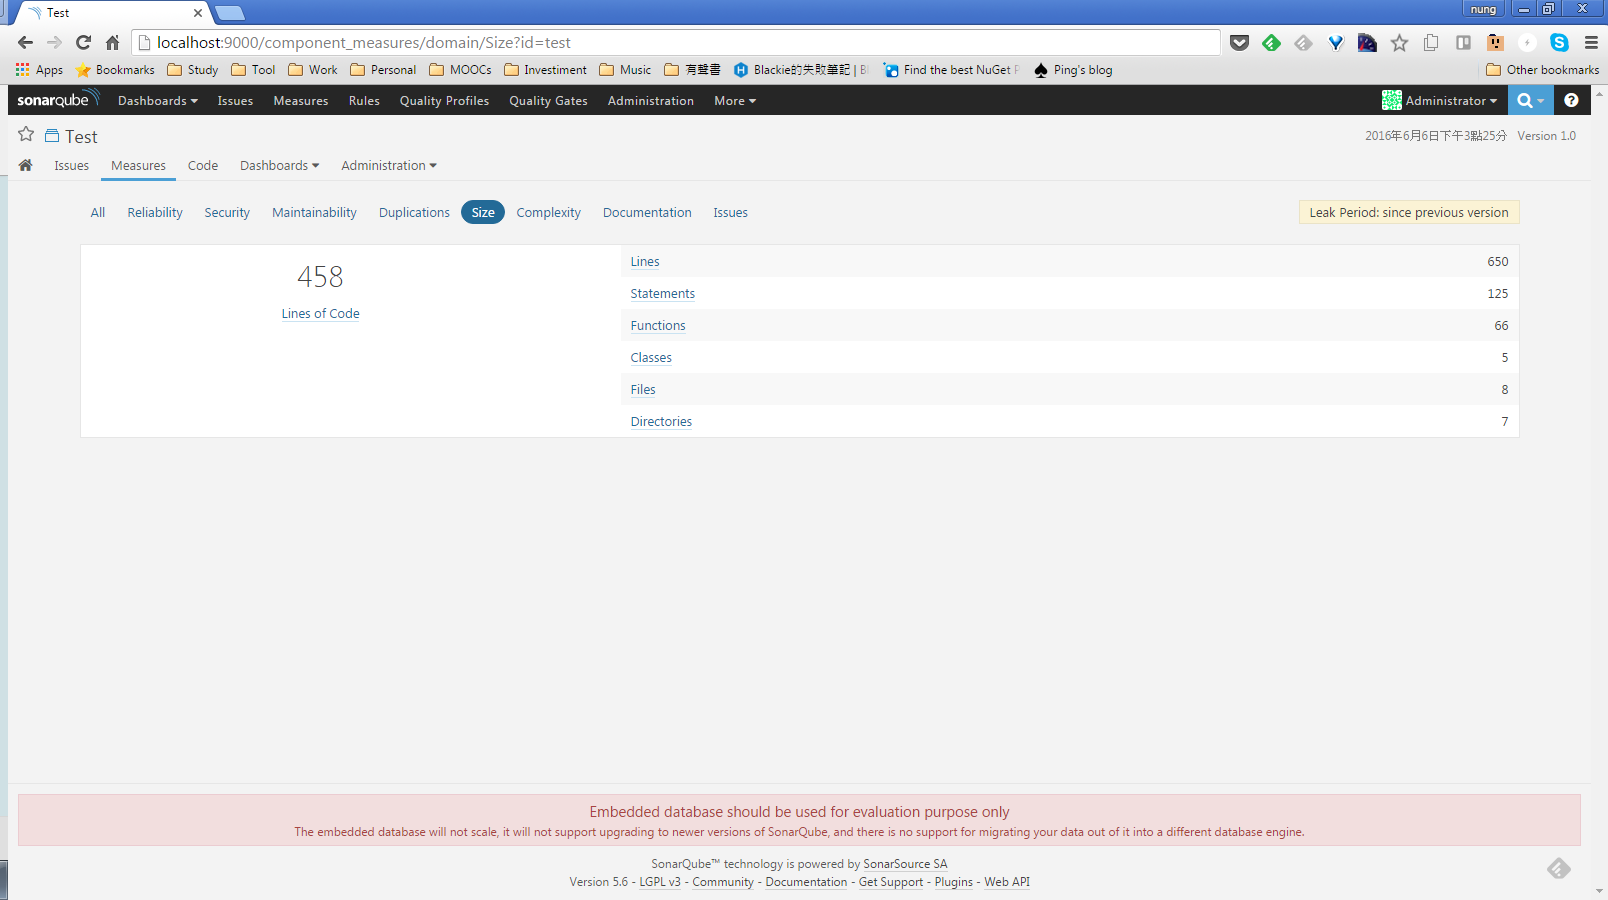 Test
nung
localhost:9000/component_measures/domain/Size?id=test
Apps Bookmarks Study Tool Work Personal MOOCs Investiment Music 有聲書 Blackie的失敗筆記 | Find the best NuGet Ping's blog Other bookmarks
sonarqube Dashboards Issues Measures Rules Quality Profiles Quality Gates Administration More Administrator
Test
2016年6月6日下午3點25分 Version 1.0
Issues Measures Code Dashboards Administration
All Reliability Security Maintainability Duplications Size Complexity Documentation Issues
Leak Period: since previous version
458
Lines of Code
Lines 650
Statements 125
Functions 66
Classes 5
Files 8
Directories 7
Embedded database should be used for evaluation purpose only
The embedded database will not scale, it will not support upgrading to newer versions of SonarQube, and there is no support for migrating your data out of it into a different database engine.
SonarQube™ technology is powered by SonarSource SA
Version 5.6 - LGPL v3 - Community - Documentation - Get Support - Plugins - Web API